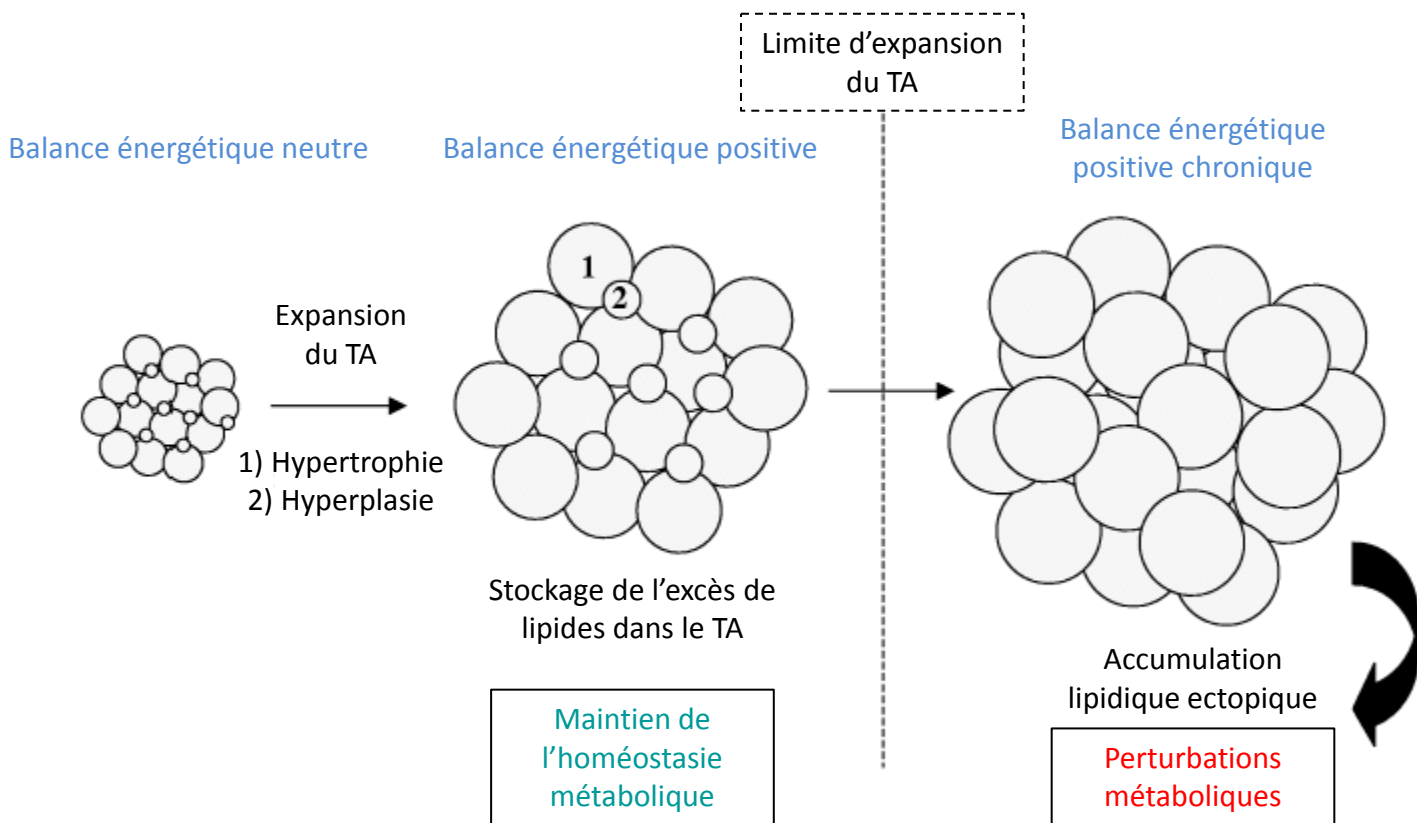 Limite d’expansion
du TA
Balance énergétique neutre
Balance énergétique positive
Balance énergétique
positive chronique
1
2
Expansion
du TA
1) Hypertrophie
2) Hyperplasie
Stockage de l’excès de
lipides dans le TA
Accumulation
lipidique ectopique
Maintien de
l’homéostasie
métabolique
Perturbations
métaboliques